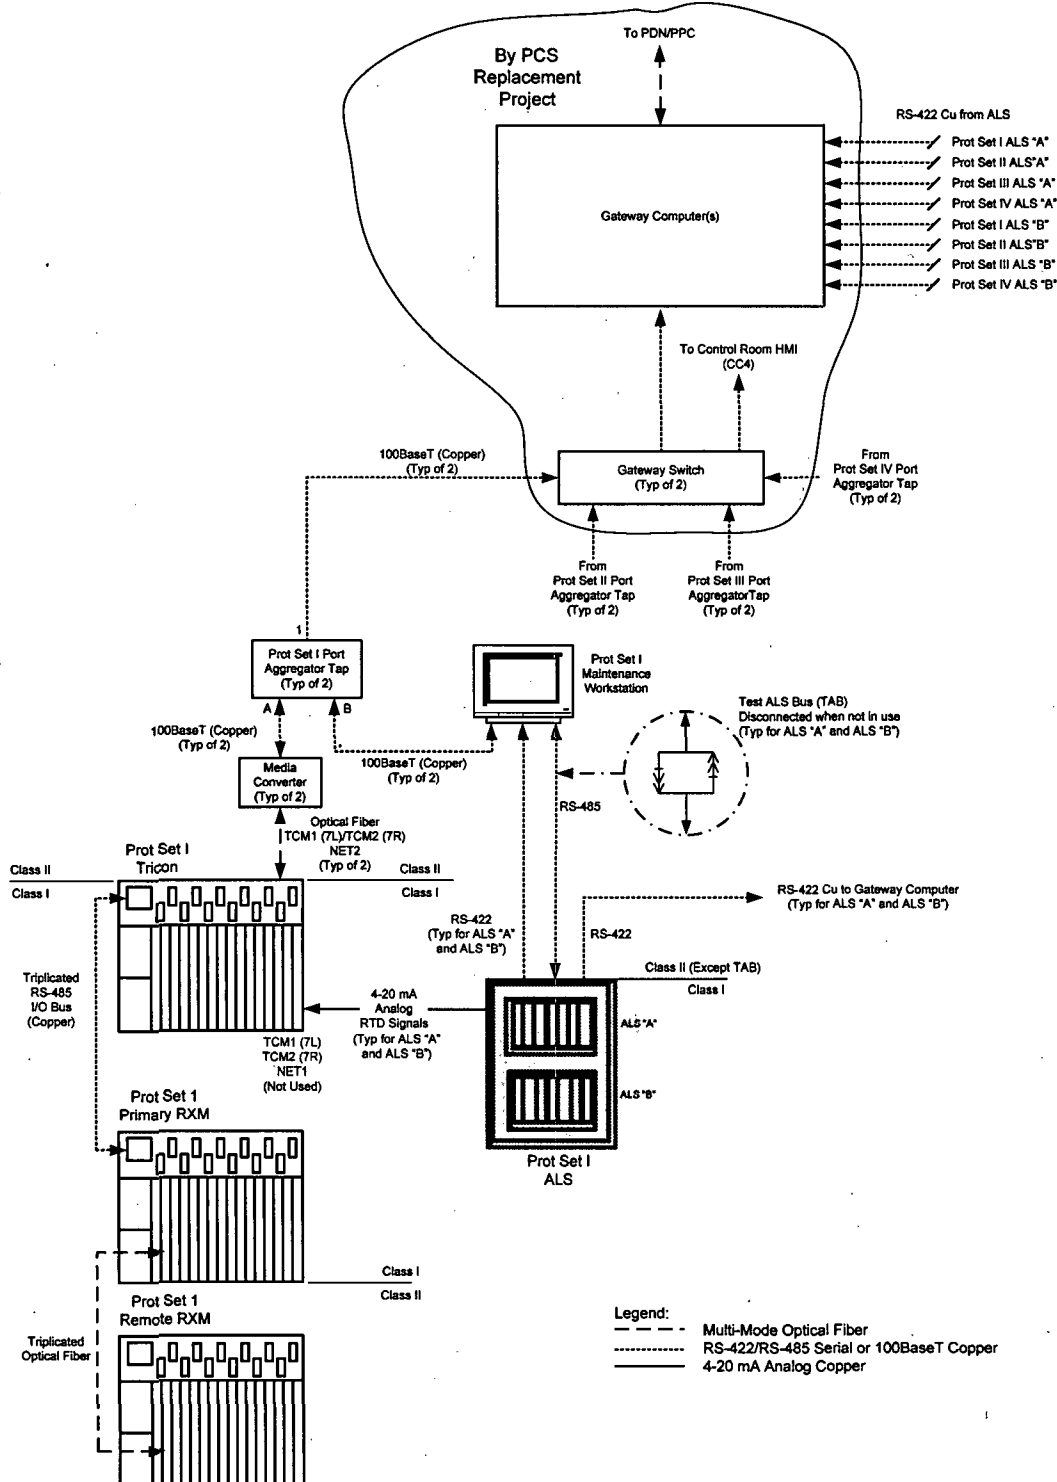 To PDN/PPC
By PCS
Replacement
Project
RS-422 Cu from ALS
Prot Set I ALS "A"
Prot Set II ALS"A"
Prot Set III ALS "A"
Prot Set IV ALS "A"
Prot Set I ALS "B"
Prot Set II ALS"B"
Prot Set III ALS "B"
Prot Set IV ALS "B"
Gateway Computer(s)
To Control Room HMI
(CC4)
100BaseT (Copper)
(Typ of 2)
Gateway Switch
(Typ of 2)
From
Prot Set IV Port
Aggregator Tap
(Typ of 2)
From
Prot Set II Port
Aggregator Tap
(Typ of 2)
From
Prot Set III Port
AggregatorTap
(Typ of 2)
1
Prot Set I Port
Aggregator Tap
(Typ of 2)
A
B
Prot Set I
Maintenance
Workstation
Test ALS Bus (TAB)
Disconnected when not in use
(Typ for ALS "A" and ALS "B")
100BaseT (Copper)
(Typ of 2)
100BaseT (Copper)
(Typ of 2)
Media
Converter
(Typ of 2)
RS-485
Optical Fiber
TCM1 (7L)/TCM2 (7R)
NET2
(Typ of 2)
Prot Set I
Tricon
Class II
Class I
Class II
Class I
RS-422 Cu to Gateway Computer
(Typ for ALS "A" and ALS "B")
RS-422
(Typ for ALS "A"
and ALS "B")
RS-422
Class II (Except TAB)
Class I
Triplicated
RS-485
I/O Bus
(Copper)
4-20 mA
Analog
RTD Signals
(Typ for ALS "A"
and ALS "B")
ALS "A"
TCM1 (7L)
TCM2 (7R)
NET1
(Not Used)
ALS "B"
Prot Set 1
Primary RXM
Prot Set I
ALS
Class I
Class II
Prot Set 1
Remote RXM
Triplicated
Optical Fiber
Legend:
Multi-Mode Optical Fiber
RS-422/RS-485 Serial or 100BaseT Copper
4-20 mA Analog Copper